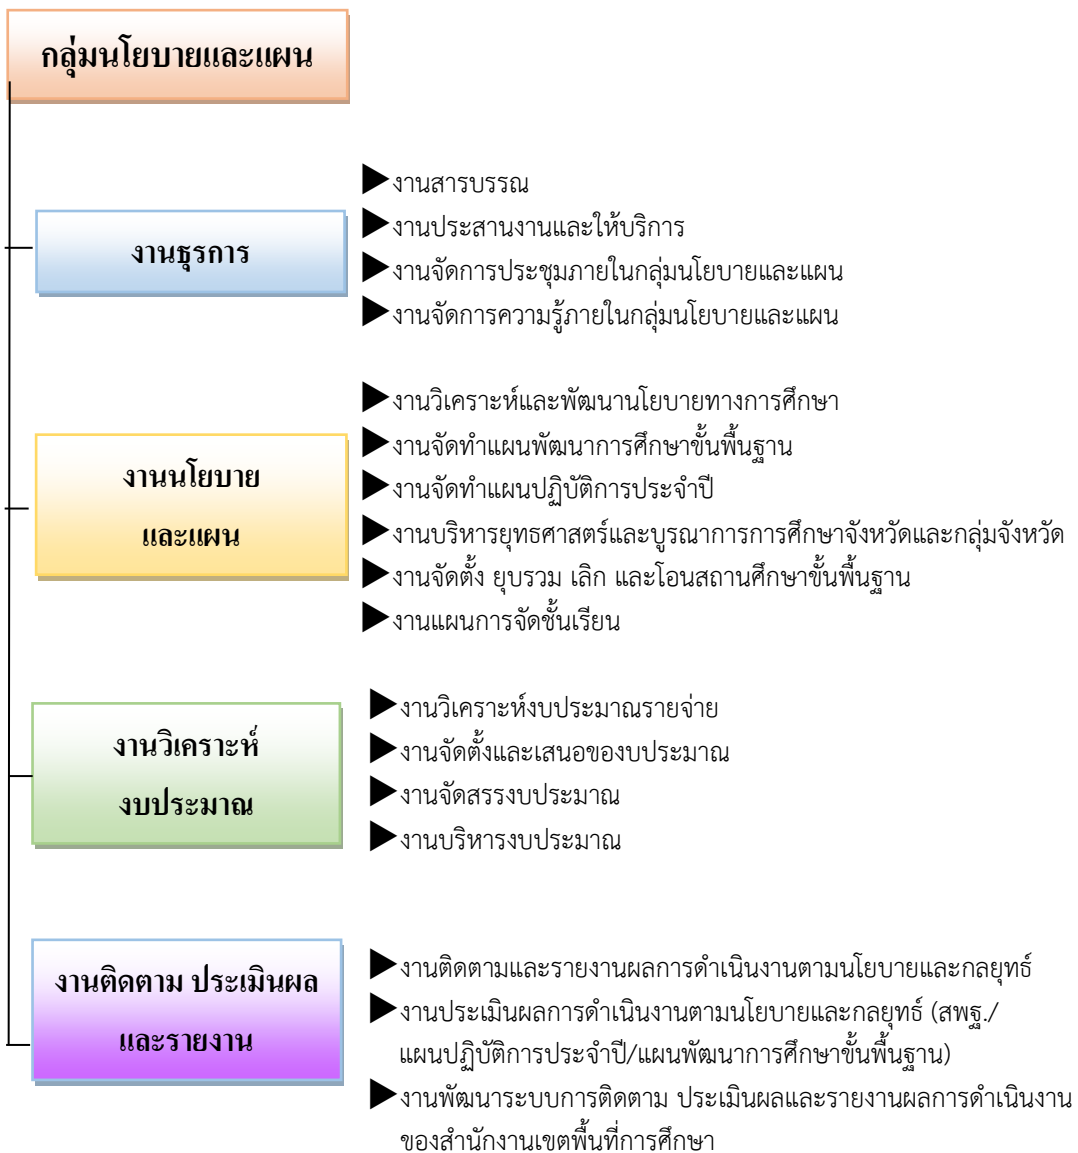 กลุ่มนโยบายและแผน
งานธุรการ
งานสารบรรณ
งานประสานงานและให้บริการ
งานจัดการประชุมภายในกลุ่มนโยบายและแผน
งานจัดการความรู้ภายในกลุ่มนโยบายและแผน
งานนโยบาย
และแผน
งานวิเคราะห์และพัฒนานโยบายทางการศึกษา
งานจัดทำแผนพัฒนาการศึกษาขั้นพื้นฐาน
งานจัดทำแผนปฏิบัติการประจำปี
งานบริหารยุทธศาสตร์และบูรณาการการศึกษาจังหวัดและกลุ่มจังหวัด
งานจัดตั้ง ยุบรวม เลิก และโอนสถานศึกษาขั้นพื้นฐาน
งานแผนการจัดชั้นเรียน
งานวิเคราะห์
งบประมาณ
งานวิเคราะห์งบประมาณรายจ่าย
งานจัดตั้งและเสนอของบประมาณ
งานจัดสรรงบประมาณ
งานบริหารงบประมาณ
งานติดตาม ประเมินผล
และรายงาน
งานติดตามและรายงานผลการดำเนินงานตามนโยบายและกลยุทธ์
งานประเมินผลการดำเนินงานตามนโยบายและกลยุทธ์ (สพฐ./
แผนปฏิบัติการประจำปี/แผนพัฒนาการศึกษาขั้นพื้นฐาน)
งานพัฒนาระบบการติดตาม ประเมินผลและรายงานผลการดำเนินงาน
ของสำนักงานเขตพื้นที่การศึกษา